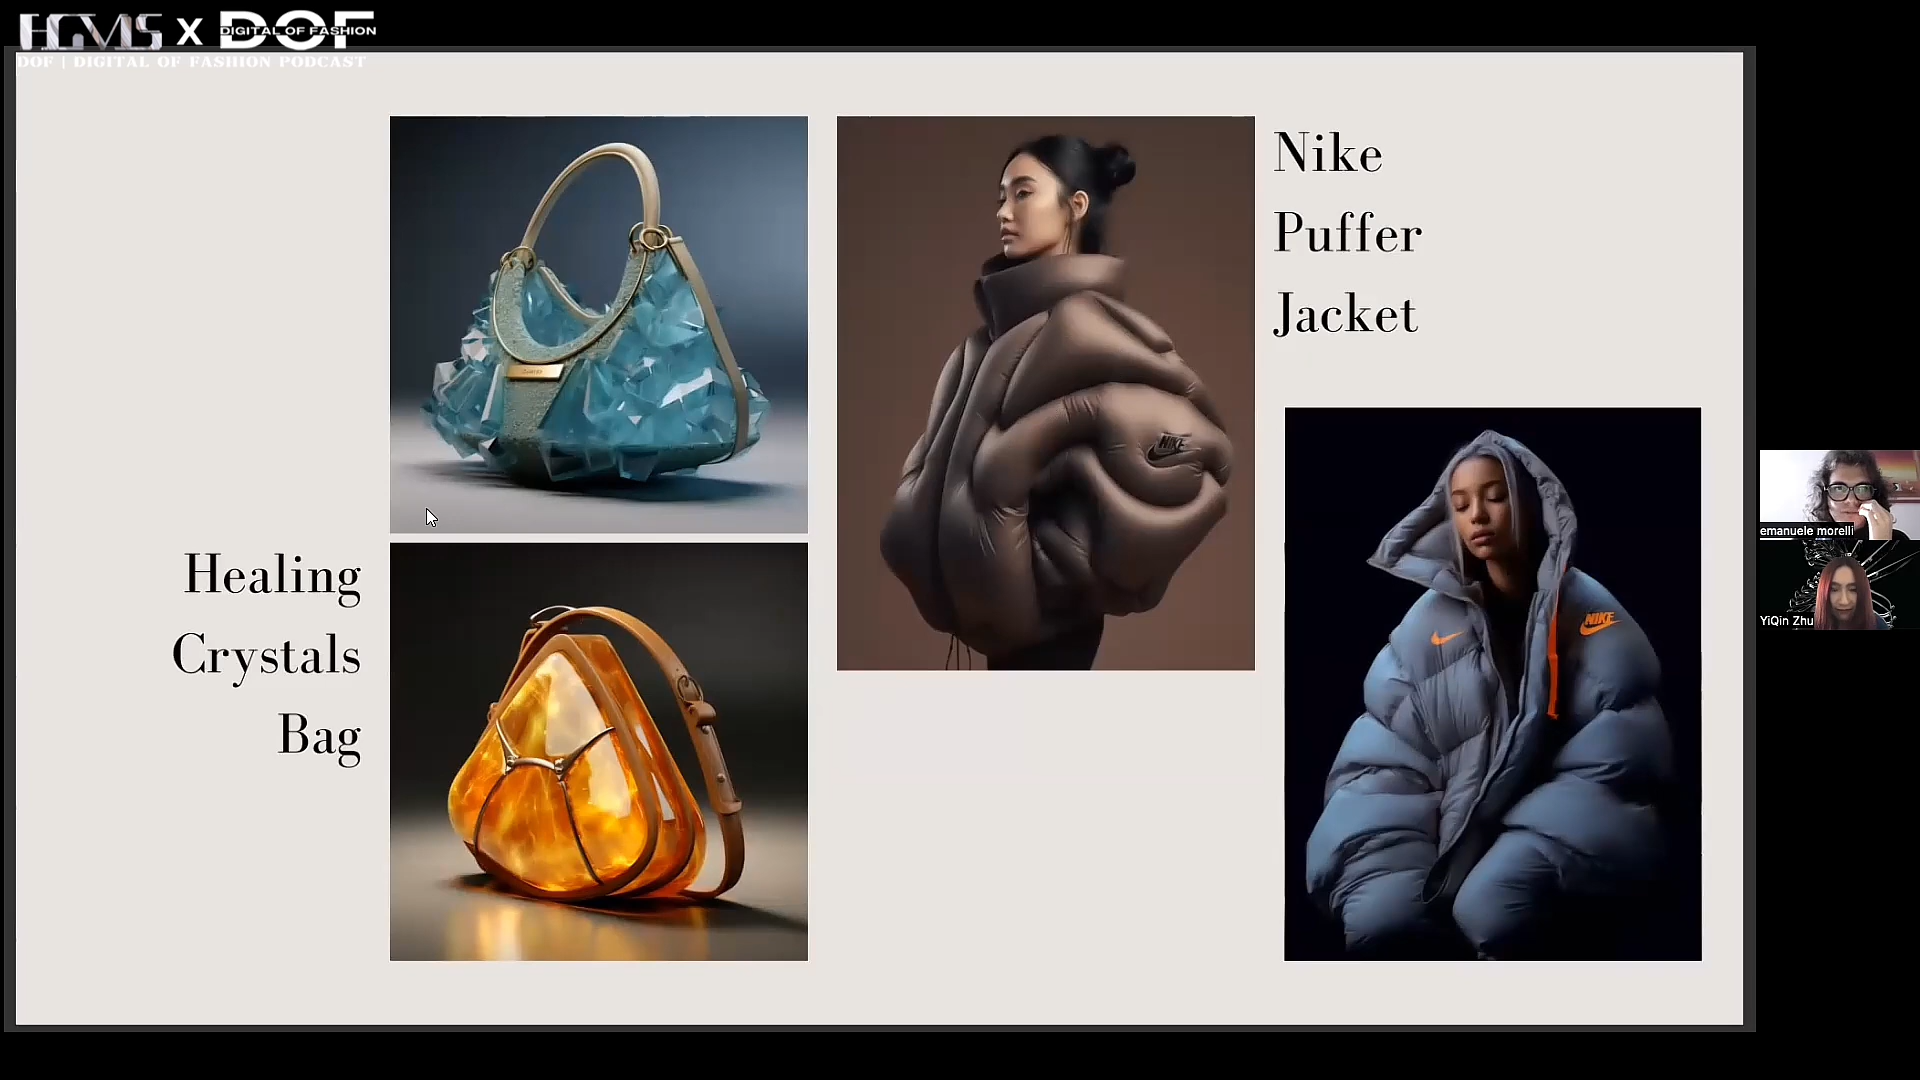 HGMS X DOF
DIGITAL OF FASHION
DOF | DIGITAL OF FASHION PODCAST
Nike
Puffer
Jacket
Healing
Crystals
Bag
NIKE
NIKE
emanuele morelli
YiQin Zhu